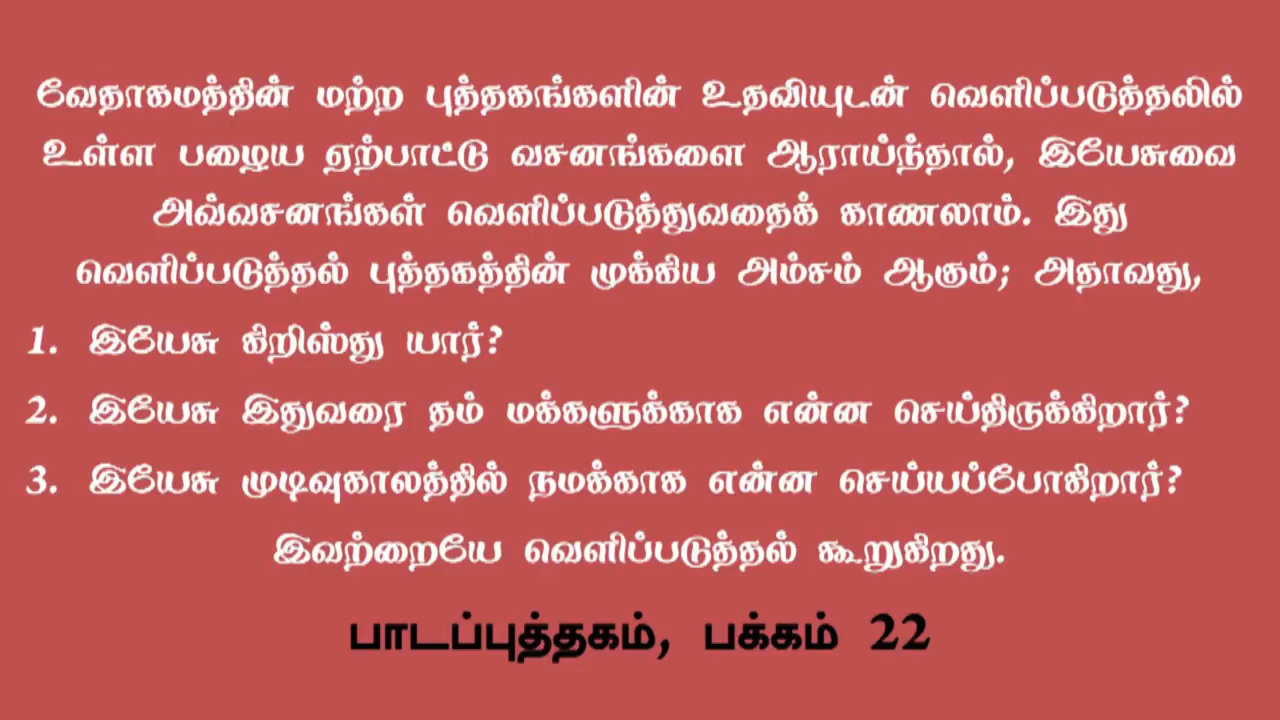 வேதாகமத்தின் மற்ற புத்தகங்களின் உதவியுடன் வெளிப்படுத்தலில்
உள்ள பழைய ஏற்பாட்டு வசனங்களை ஆராய்ந்தால், இயேசுவை
அவ்வசனங்கள் வெளிப்படுத்துவதைக் காணலாம். இது
வெளிப்படுத்தல் புத்தகத்தின் முக்கிய அம்சம் ஆகும்; அதாவது,
1. இயேசு கிறிஸ்து யார்?
2. இயேசு இதுவரை தம் மக்களுக்காக என்ன செய்திருக்கிறார்?
3. இயேசு முடிவுகாலத்தில் நமக்காக என்ன செய்யப்போகிறார்?
இவற்றையே வெளிப்படுத்தல் கூறுகிறது.
பாடப்புத்தகம், பக்கம் 22